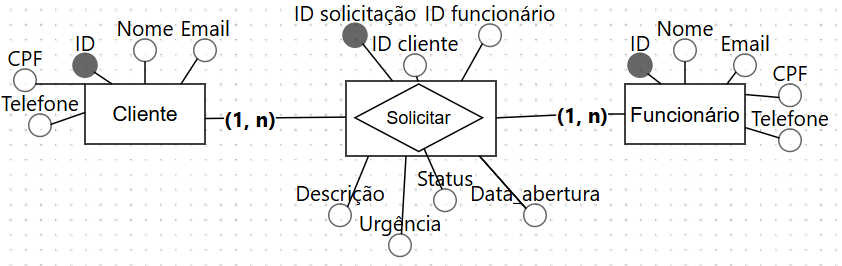 ID solicitação ID funcionário
Nome
ID Email
ID cliente
Nome
ID Email
CPF
CPF
Telefone
Cliente
(1, n)
Solicitar
(1, n)
Funcionário
Telefone
Status
Descrição
Data_abertura
Urgência